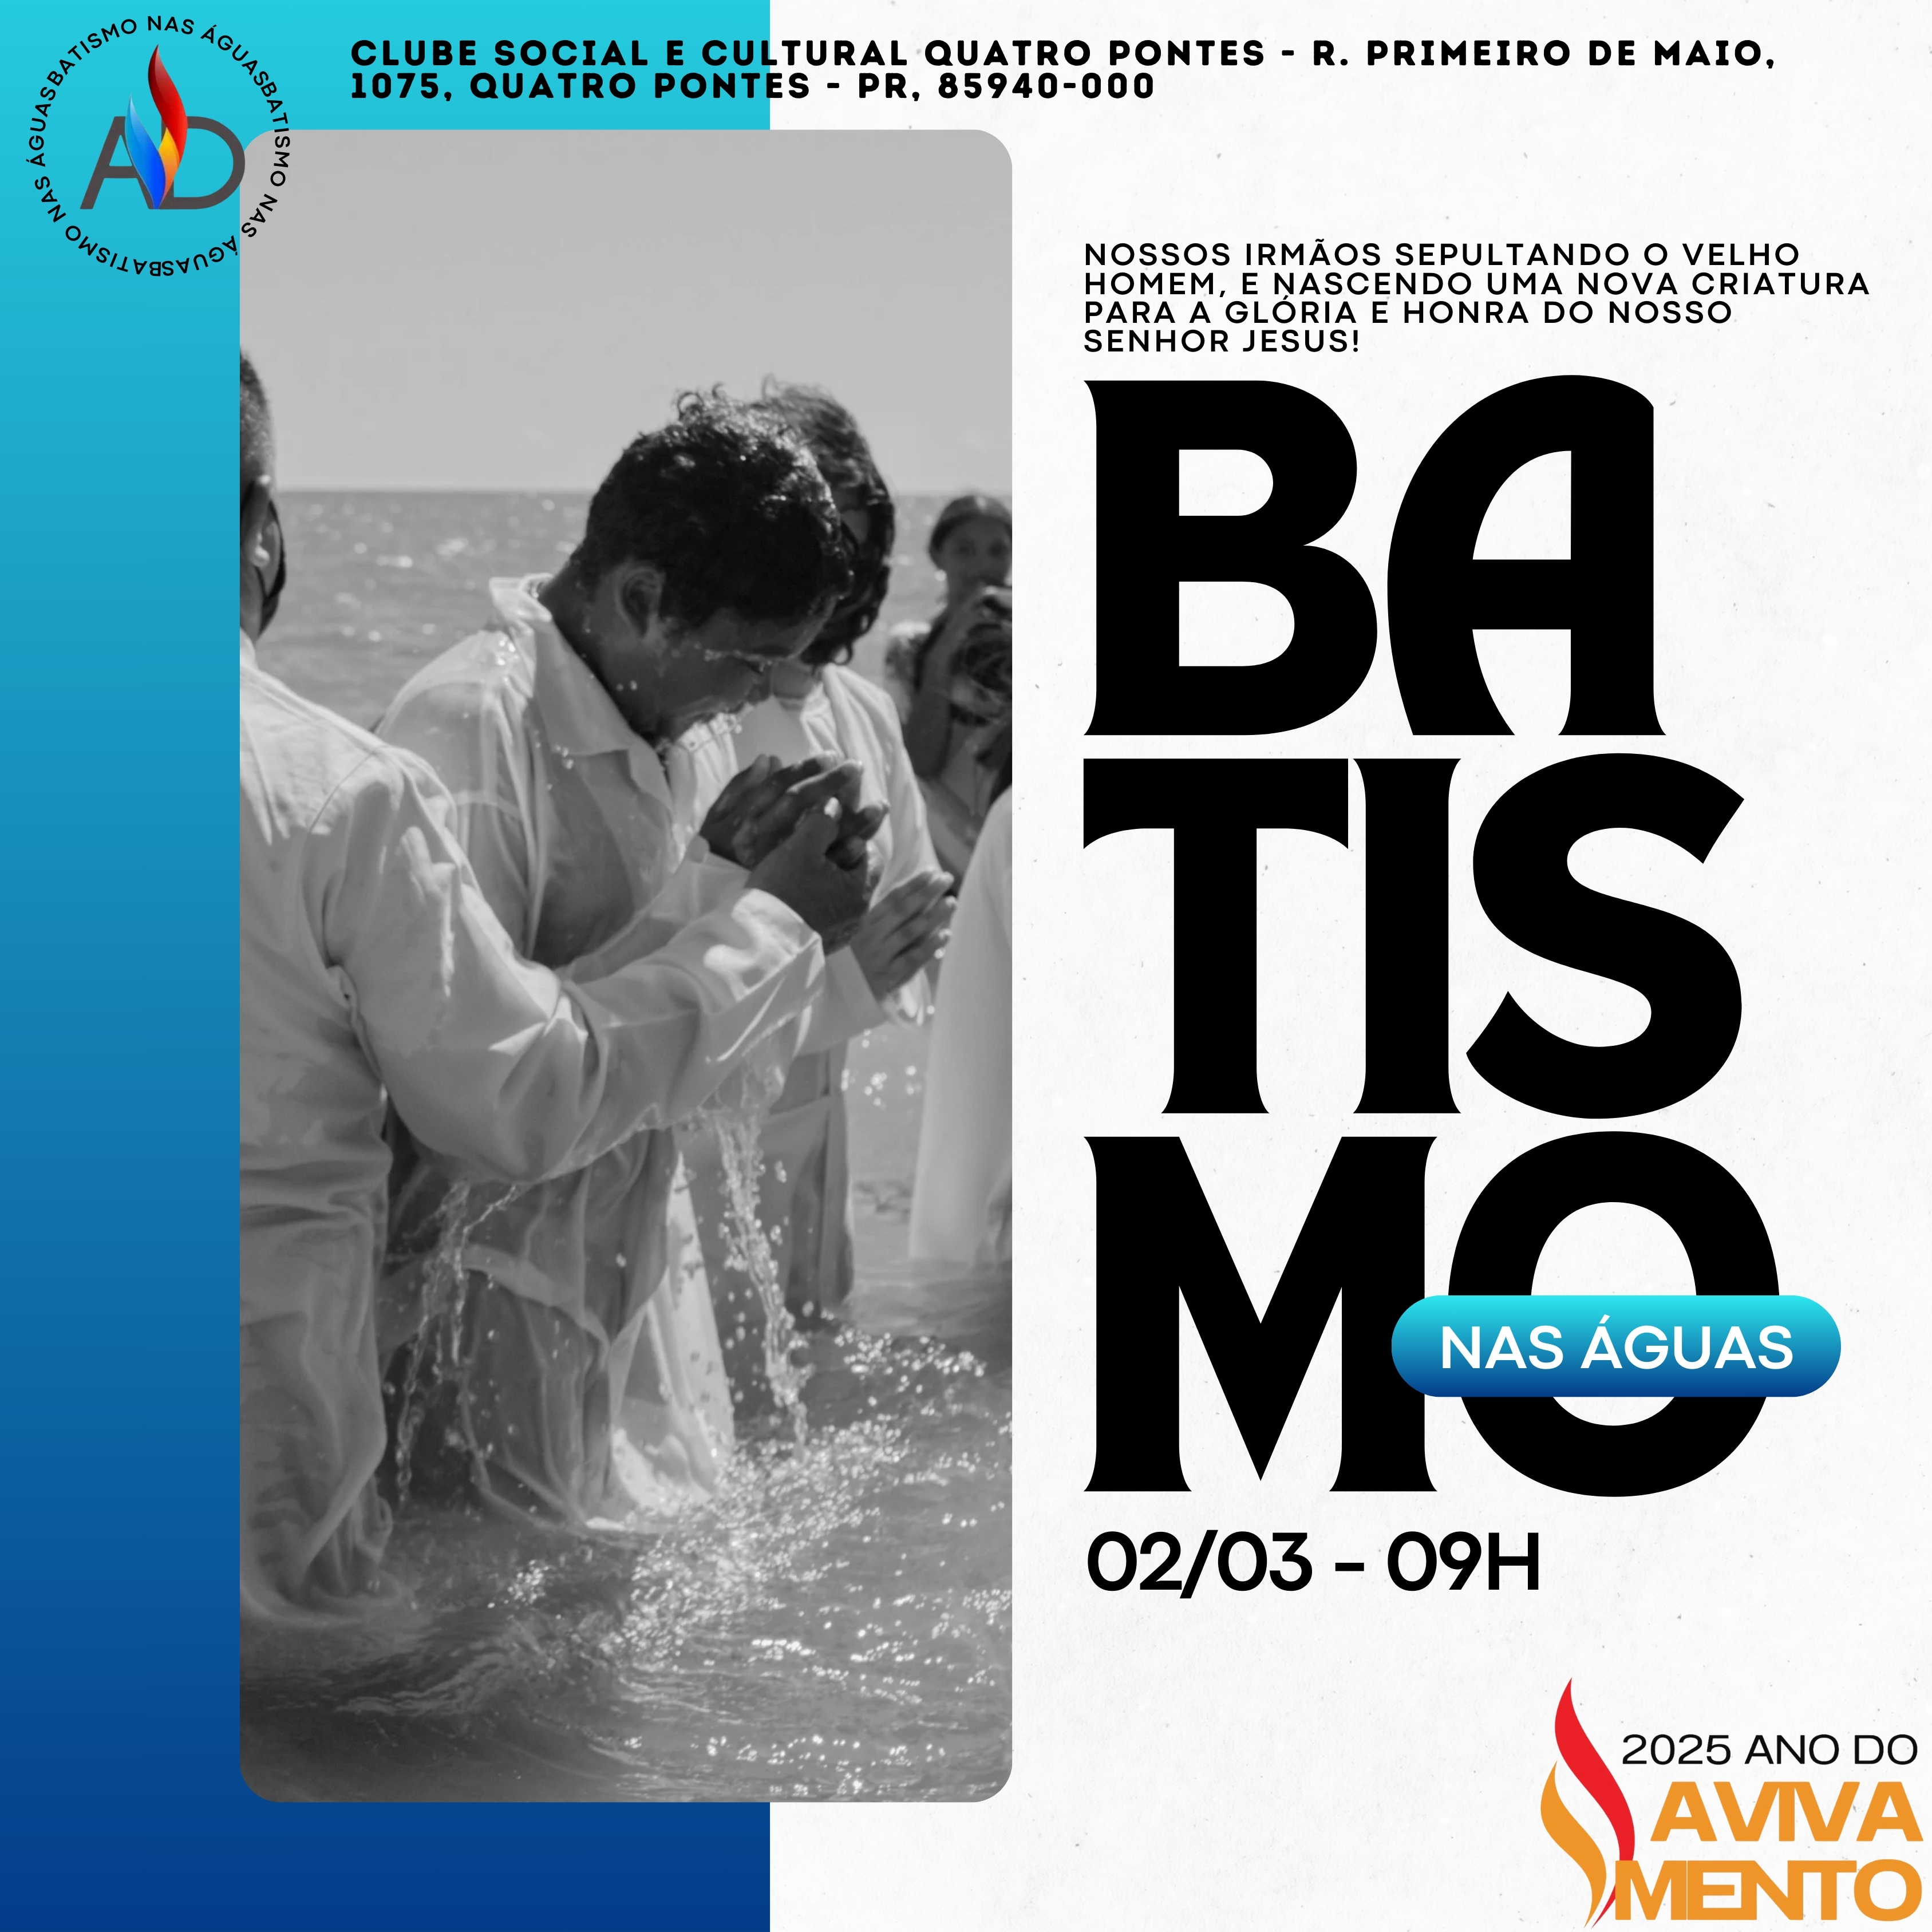 BATISMO NAS ÁGUASBATISMO NAS ÁGUASBATISMO NAS ÁGUAS
AD
CLUBE SOCIAL E CULTURAL QUATRO PONTES - R. PRIMEIRO DE MAIO,
1075, QUATRO PONTES - PR, 85940-000
NOSSOS IRMÃOS SEPULTANDO O VELHO
HOMEM, E NASCENDO UMA NOVA CRIATURA
PARA A GLÓRIA E HONRA DO NOSSO
SENHOR JESUS!
BA
TIS
MO
NAS ÁGUAS
02/03 - 09H
2025 ANO DO
AVIVA
MENTO